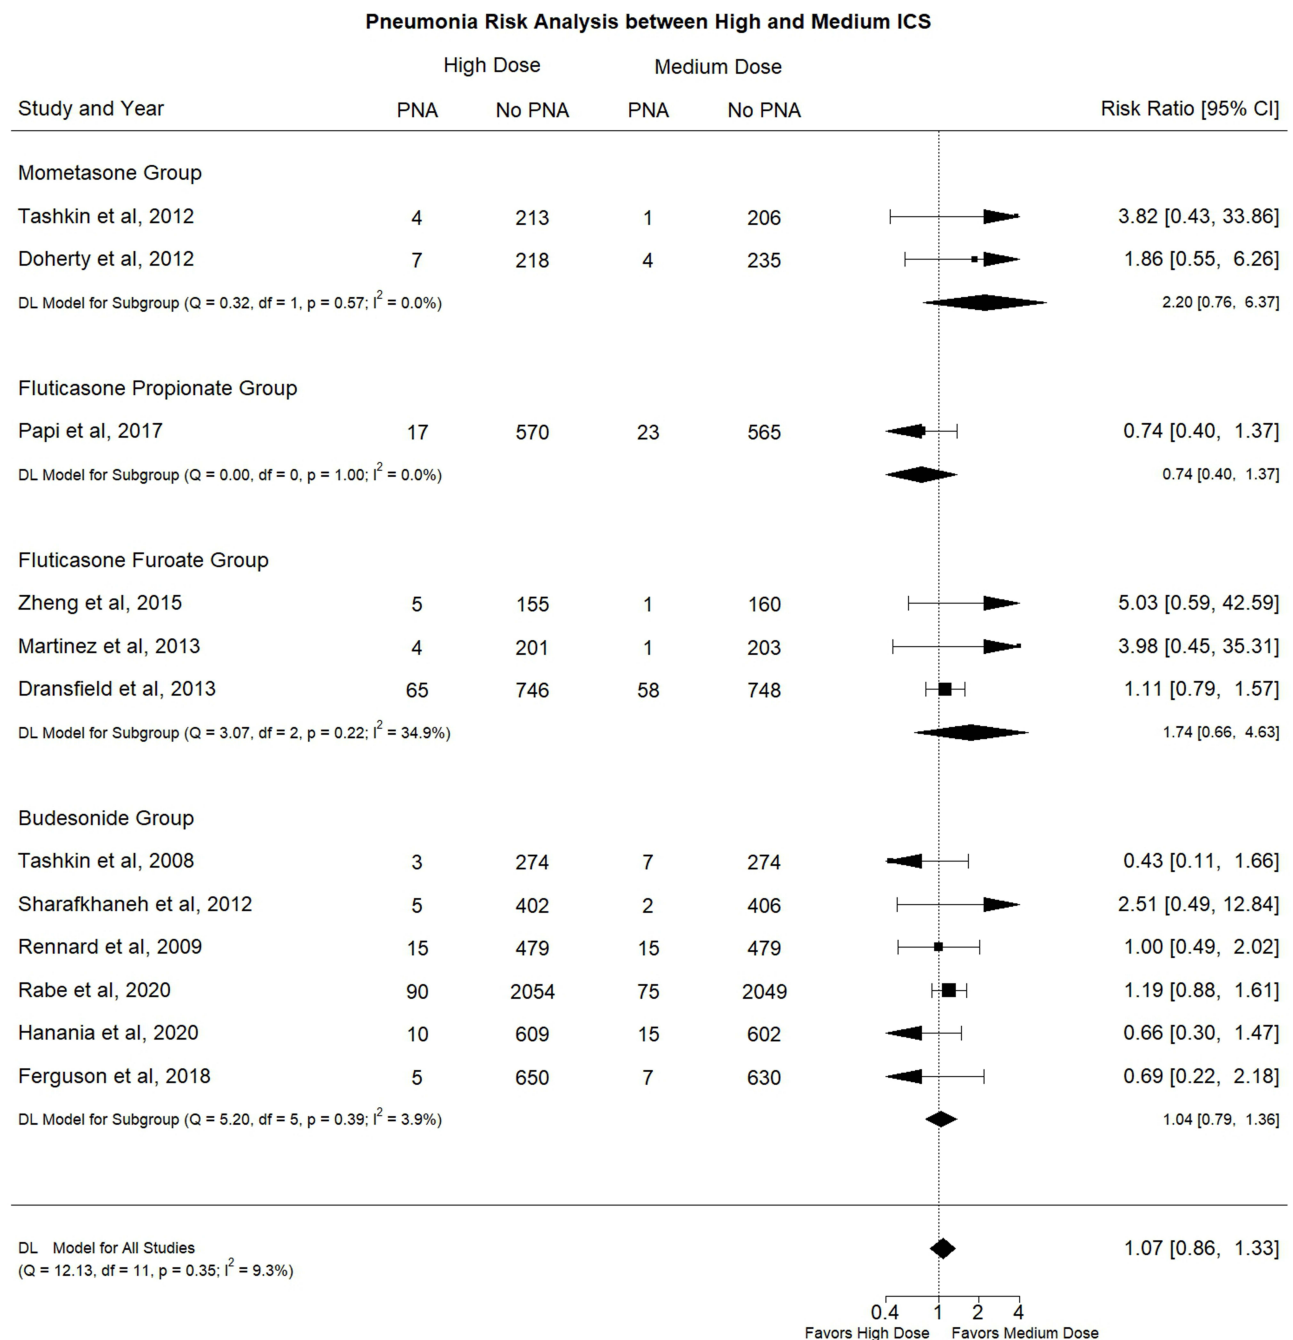 Pneumonia Risk Analysis between High and Medium ICS
High Dose Medium Dose
Study and Year PNA No PNA PNA No PNA Risk Ratio [95% CI]
Mometasone Group
Tashkin et al, 2012 4 213 1 206 3.82 [0.43, 33.86]
Doherty et al, 2012 7 218 4 235 1.86 [0.55, 6.26]
DL Model for Subgroup (Q = 0.32, df = 1, p = 0.57; I² = 0.0%) 2.20 [0.76, 6.37]
Fluticasone Propionate Group
Papi et al, 2017 17 570 23 565 0.74 [0.40, 1.37]
DL Model for Subgroup (Q = 0.00, df = 0, p = 1.00; I² = 0.0%) 0.74 [0.40, 1.37]
Fluticasone Furoate Group
Zheng et al, 2015 5 155 1 160 5.03 [0.59, 42.59]
Martinez et al, 2013 4 201 1 203 3.98 [0.45, 35.31]
Dransfield et al, 2013 65 746 58 748 1.11 [0.79, 1.57]
DL Model for Subgroup (Q = 3.07, df = 2, p = 0.22; I² = 34.9%) 1.74 [0.66, 4.63]
Budesonide Group
Tashkin et al, 2008 3 274 7 274 0.43 [0.11, 1.66]
Sharafkhaneh et al, 2012 5 402 2 406 2.51 [0.49, 12.84]
Rennard et al, 2009 15 479 15 479 1.00 [0.49, 2.02]
Rabe et al, 2020 90 2054 75 2049 1.19 [0.88, 1.61]
Hanania et al, 2020 10 609 15 602 0.66 [0.30, 1.47]
Ferguson et al, 2018 5 650 7 630 0.69 [0.22, 2.18]
DL Model for Subgroup (Q = 5.20, df = 5, p = 0.39; I² = 3.9%) 1.04 [0.79, 1.36]
DL Model for All Studies 1.07 [0.86, 1.33]
(Q = 12.13, df = 11, p = 0.35; I² = 9.3%)
0.4 1 2 4
Favors High Dose Favors Medium Dose